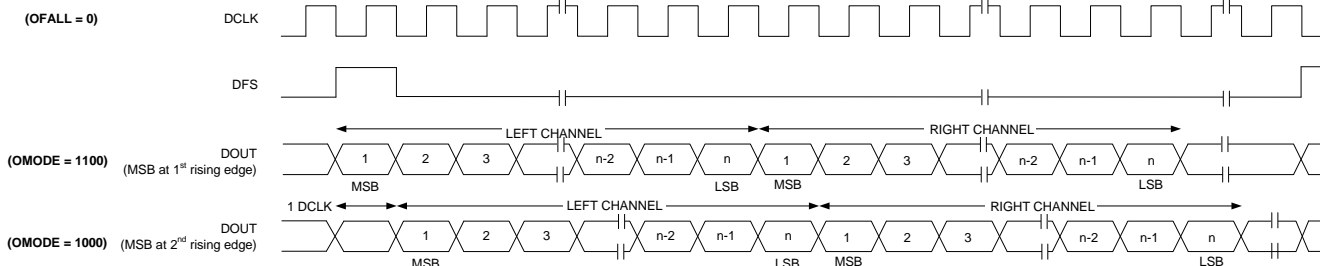 (OFALL = 0) DCLK
DFS
LEFT CHANNEL RIGHT CHANNEL
(OMODE = 1100) DOUT 1 2 3 n-2 n-1 n 1 2 3 n-2 n-1 n
(MSB at 1st rising edge)
MSB LSB MSB LSB
1 DCLK LEFT CHANNEL RIGHT CHANNEL
(OMODE = 1000) DOUT 1 2 3 n-2 n-1 n 1 2 3 n-2 n-1 n
(MSB at 2nd rising edge)
MSB LSB MSB LSB